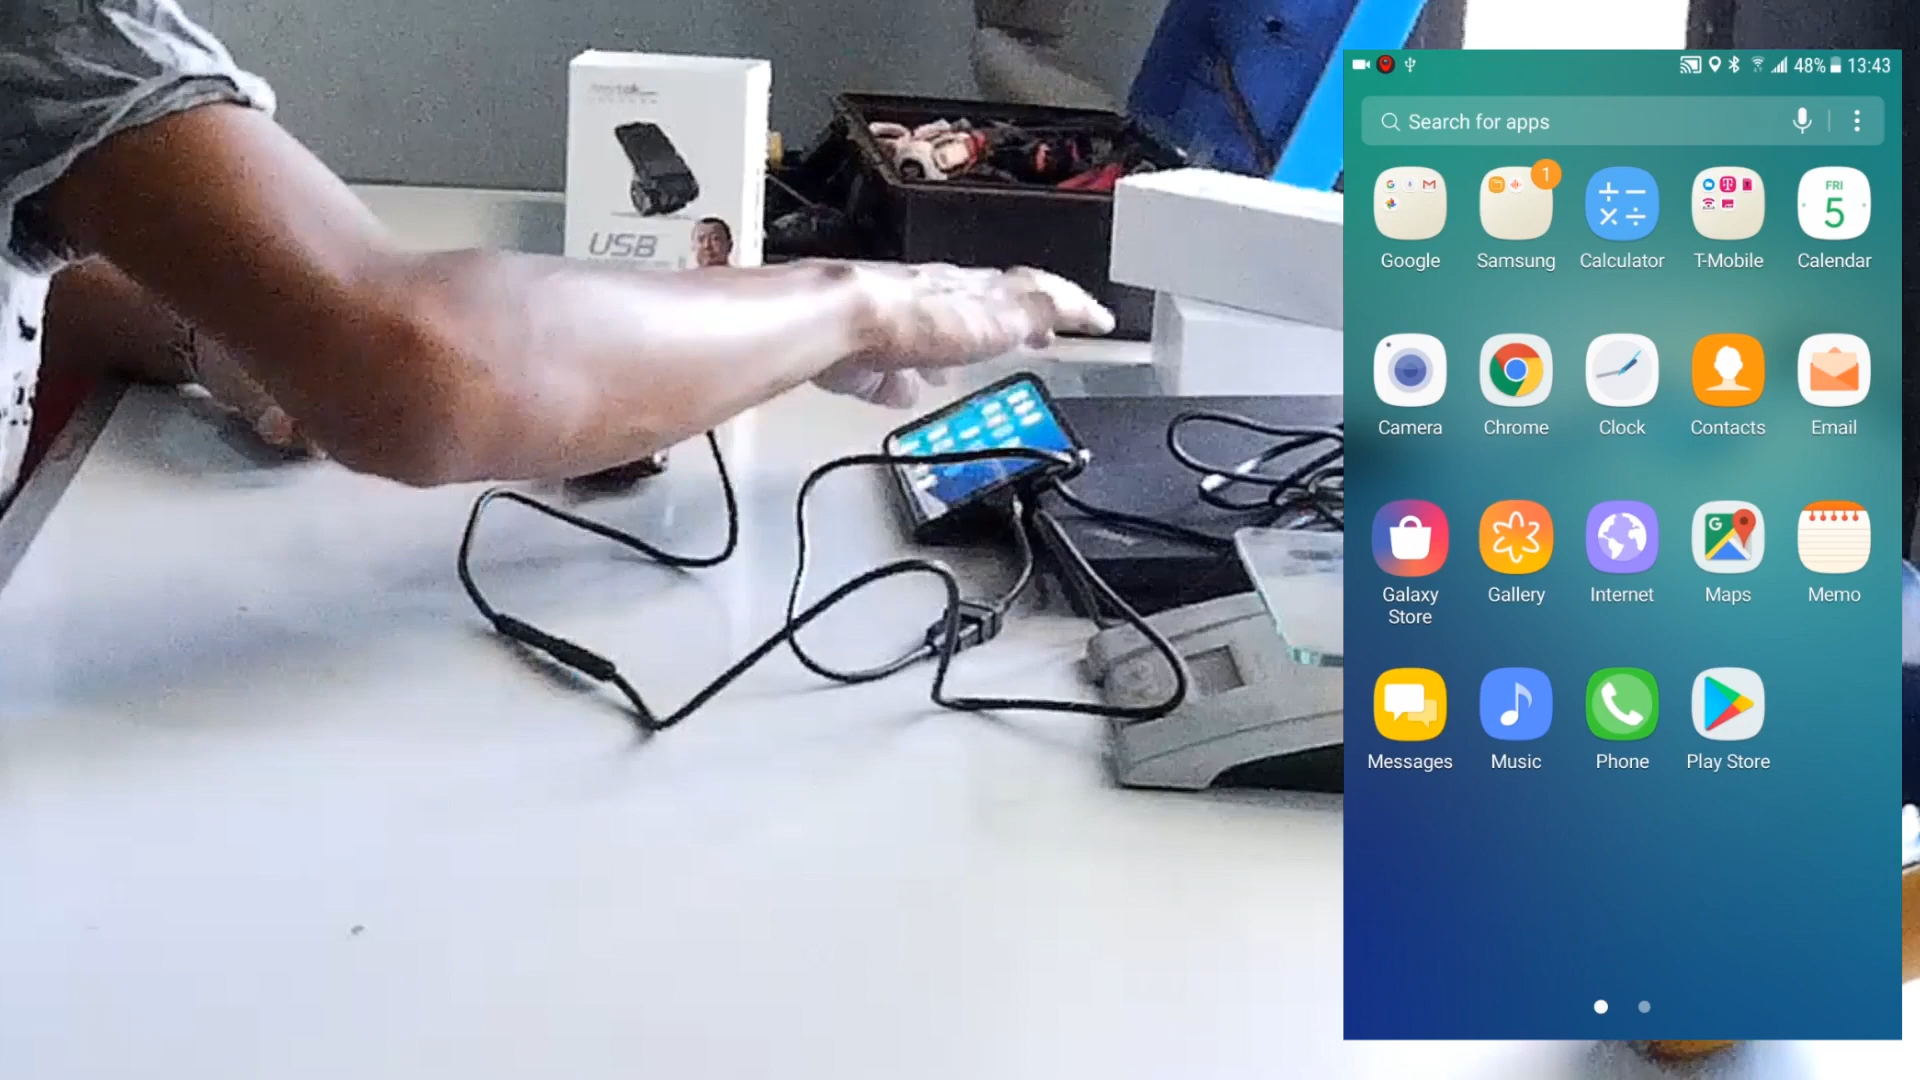 USB
48% 13:43
Search for apps
1
FRI
5
Google Samsung Calculator T-Mobile Calendar
Camera Chrome Clock Contacts Email
Galaxy Store Gallery Internet Maps Memo
Messages Music Phone Play Store